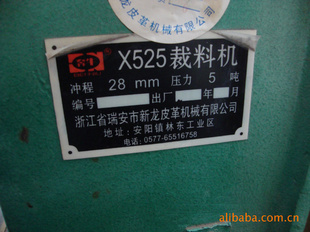 龙皮革机械有限公
X525裁料机
冲程 28 mm 压力 5 吨
编号 出厂 年 月
浙江省瑞安市新龙皮革机械有限公司
地址:安阳镇林东工业区
电话:0577-65516758
alibaba.com.cn